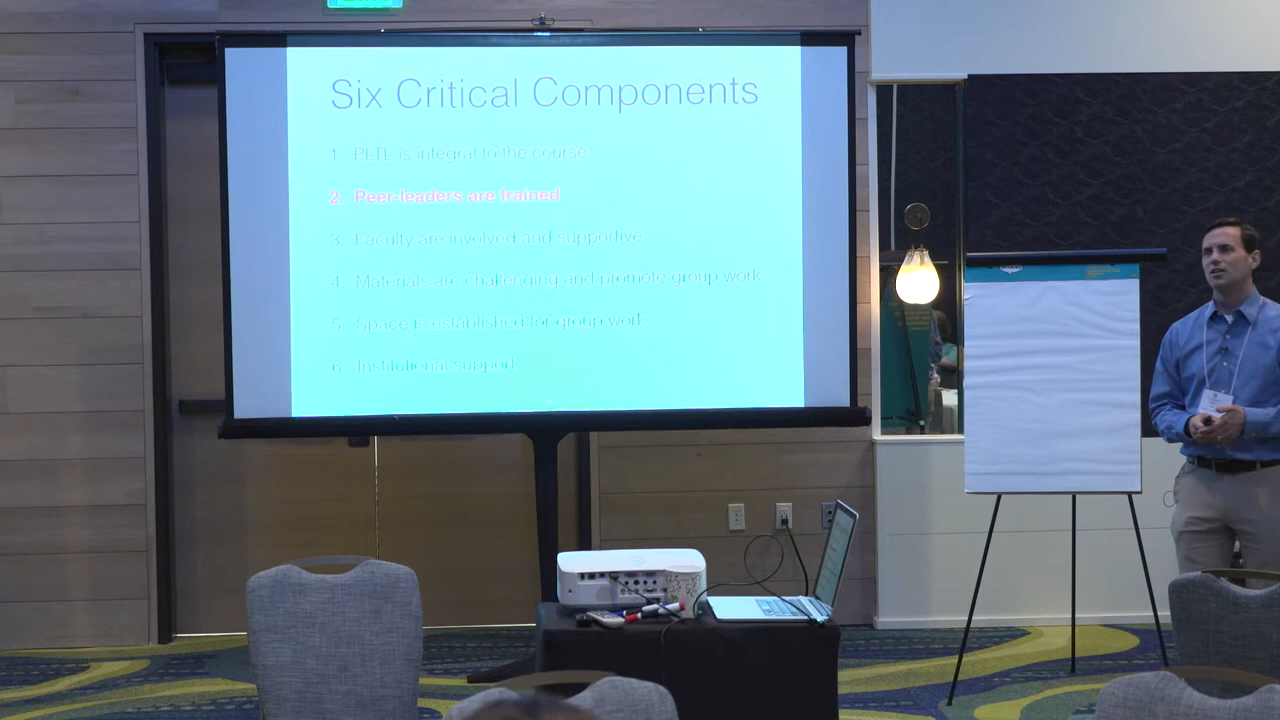 Six Critical Components
1. PLTL is integral to the course
2. Peer-leaders are trained
3. Faculty are involved and supportive
4. Materials are challenging and promote group work
5. Space is established for group work
6. Institutional support